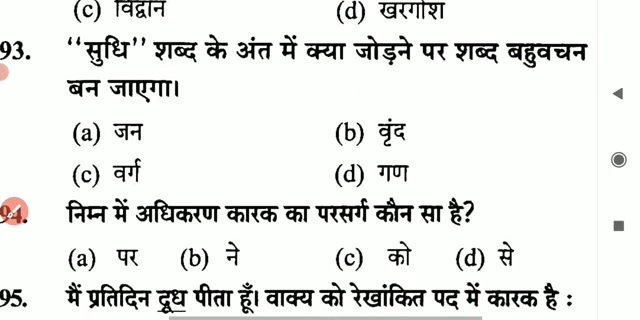 (c) विद्वान (d) खरगोश
93. "सुधि" शब्द के अंत में क्या जोड़ने पर शब्द बहुवचन
बन जाएगा।
(a) जन (b) वृंद
(c) वर्ग (d) गण
94. निम्न में अधिकरण कारक का परसर्ग कौन सा है?
(a) पर (b) ने (c) को (d) से
95. मैं प्रतिदिन दूध पीता हूँ। वाक्य को रेखांकित पद में कारक है :